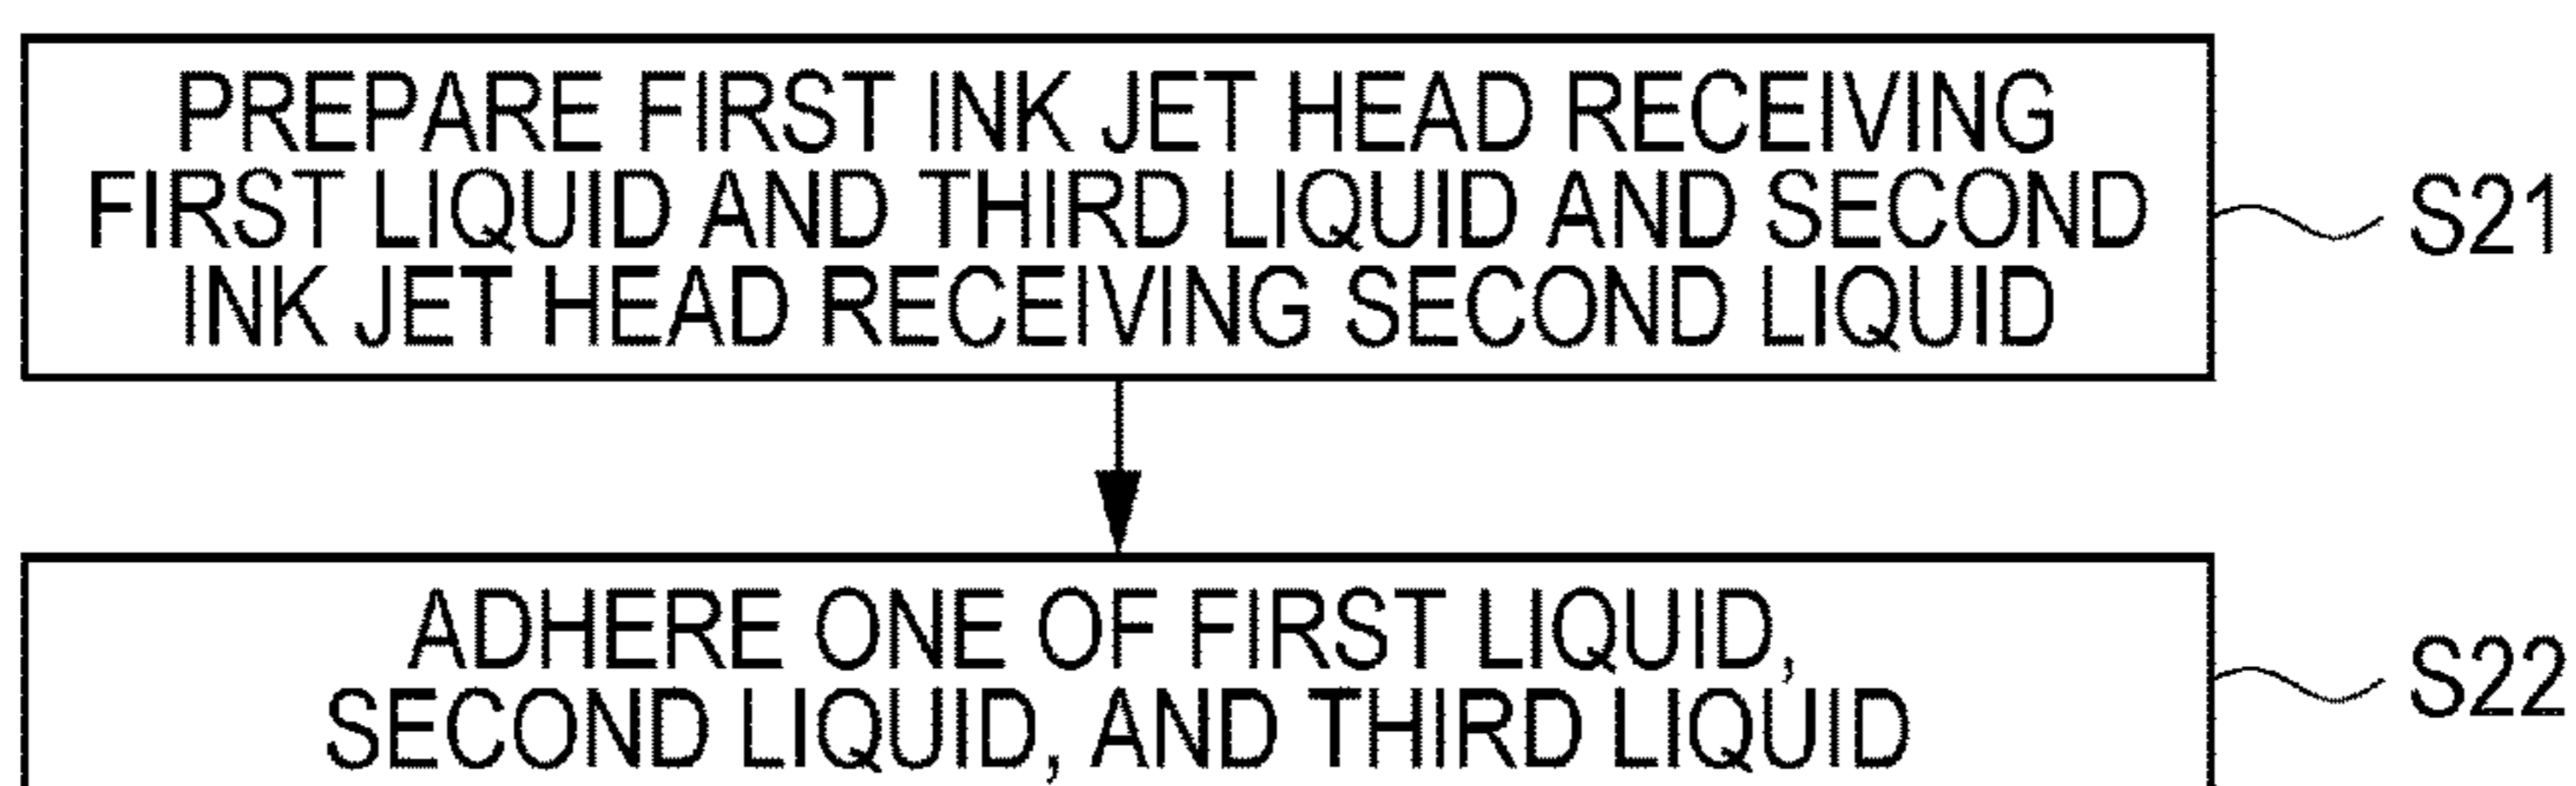 PREPARE FIRST INK JET HEAD RECEIVING
FIRST LIQUID AND THIRD LIQUID AND SECOND
INK JET HEAD RECEIVING SECOND LIQUID
S21
ADHERE ONE OF FIRST LIQUID,
SECOND LIQUID, AND THIRD LIQUID
S22